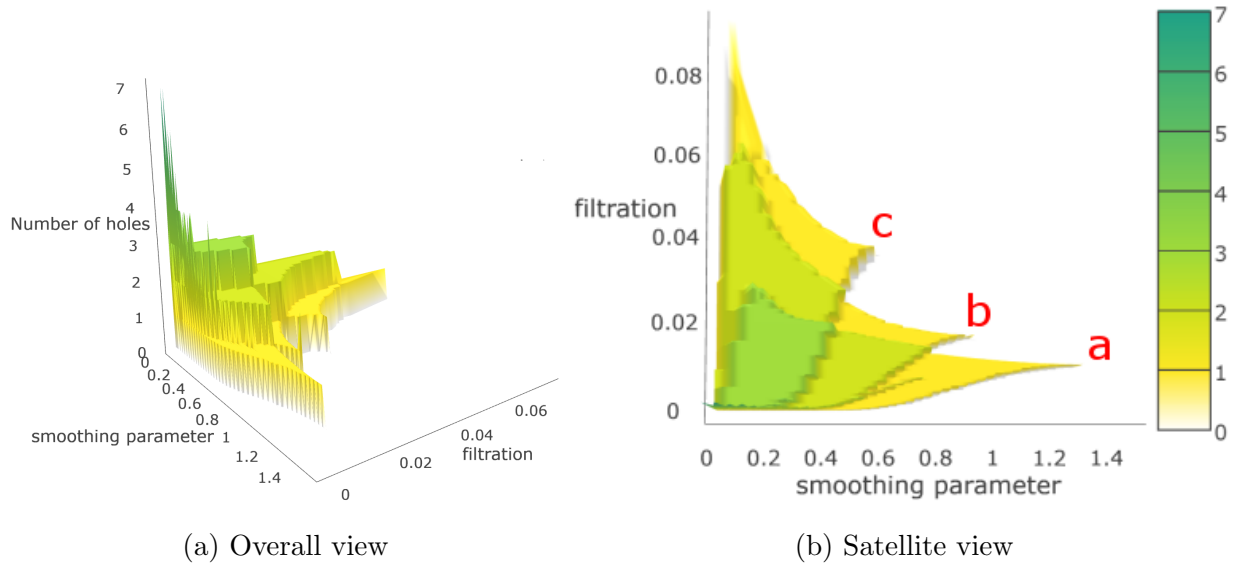 7
6
5
4
Number of holes
3
2
1
0
0
0.2
0.4
0.6
0.8
smoothing parameter 1
1.2
1.4
0
0.02
0.04
filtration
0.06
0.08
0.06
filtration
0.04
0.02
0
c
b
a
0 0.2 0.4 0.6 0.8 1 1.2 1.4
smoothing parameter
7
6
5
4
3
2
1
0
(a) Overall view
(b) Satellite view